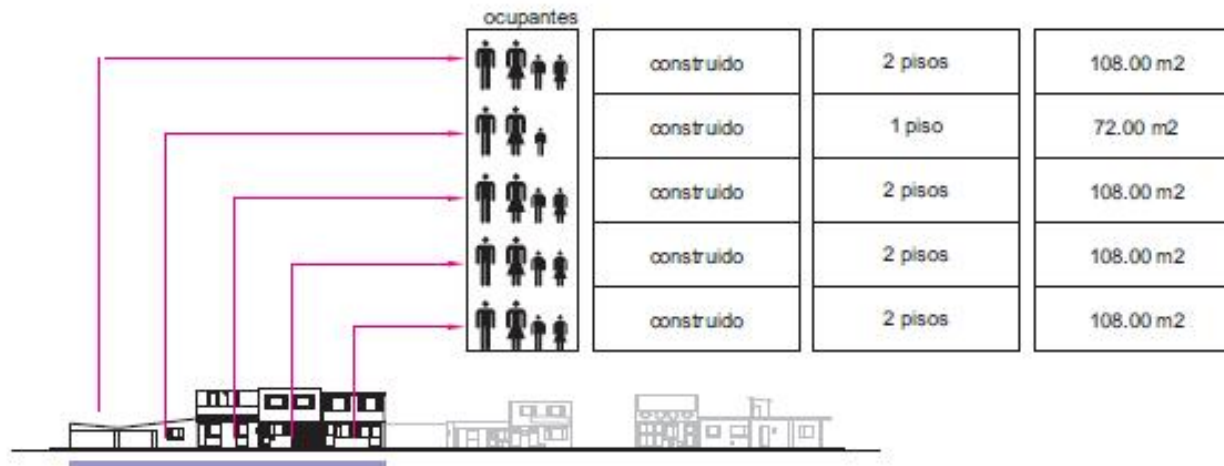 ocupantes
construido 2 pisos 108.00 m2
construido 1 piso 72.00 m2
construido 2 pisos 108.00 m2
construido 2 pisos 108.00 m2
construido 2 pisos 108.00 m2